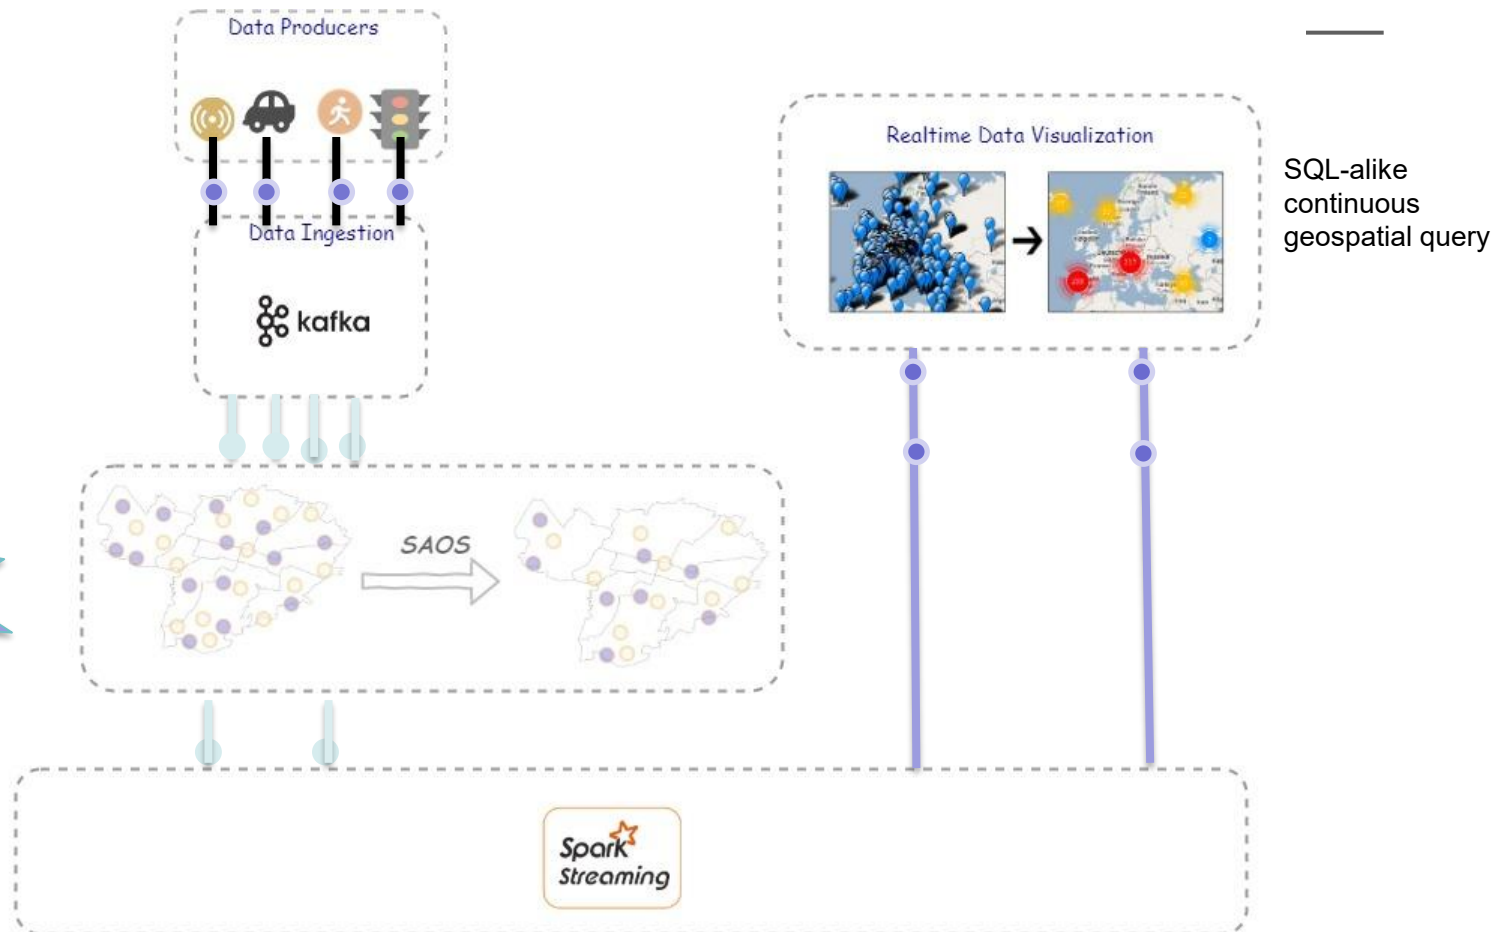 Data Producers
Data Ingestion
kafka
SAOS
Realtime Data Visualization
SQL-alike
continuous
geospatial query
Spark
Streaming